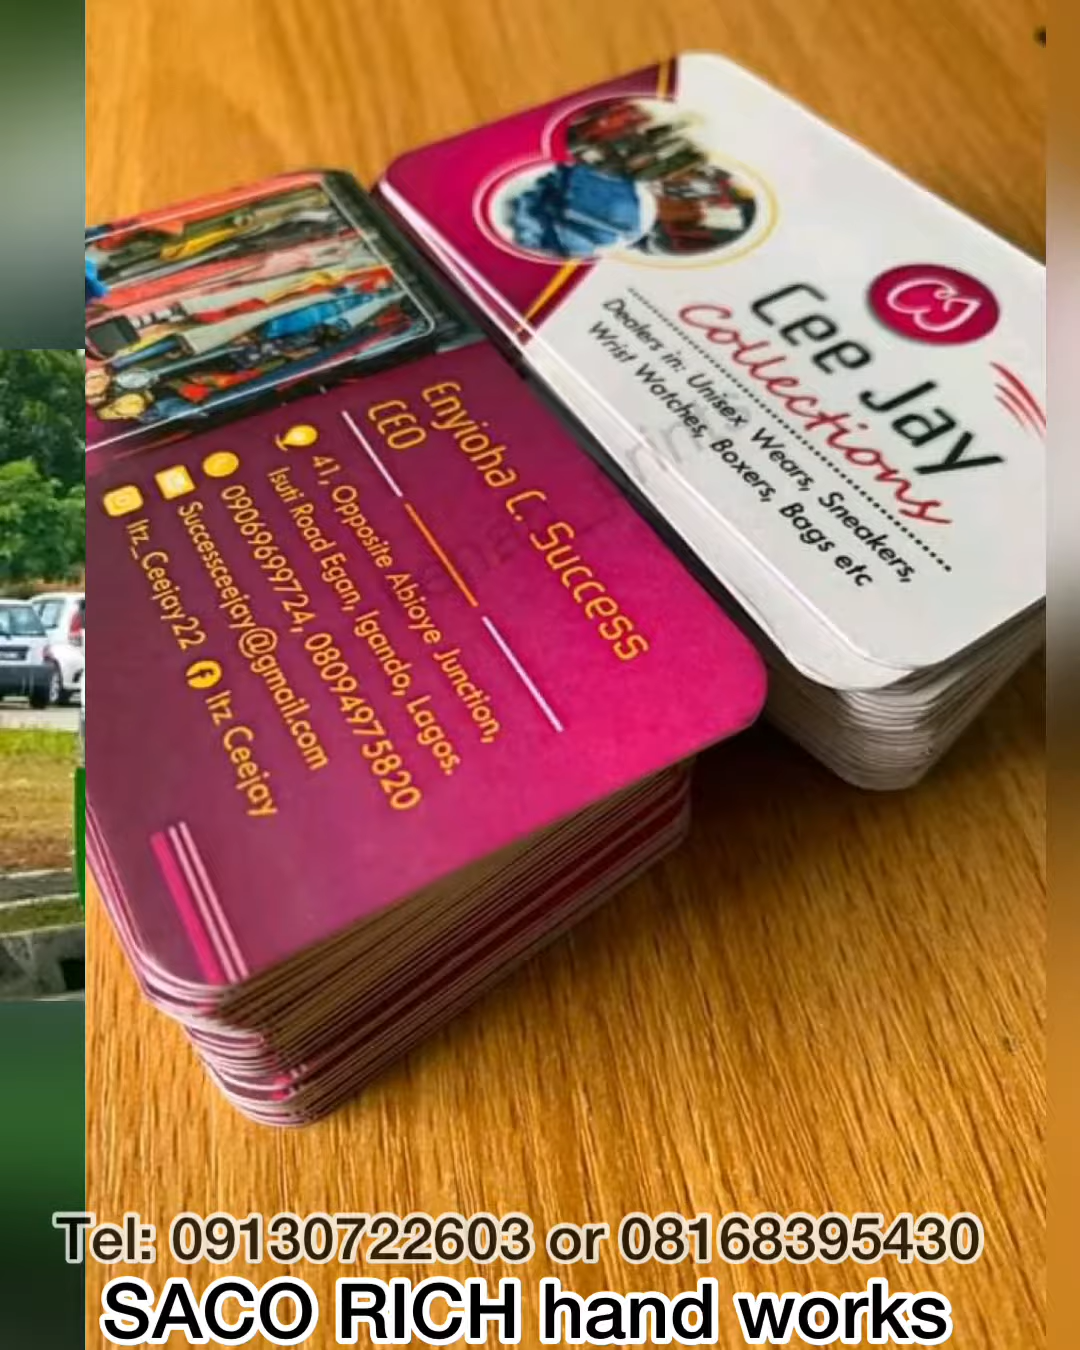 CJ
Cee Jay
Collections
Dealers in: Unisex Wears, Sneakers,
Wrist Watches, Boxers, Bags etc
Enyioha C. Success
CEO
41, Opposite Abioye Junction,
Isuti Road Egan, Igando, Lagos.
09069699724, 08094975820
Successceejay@gmail.com
Itz_Ceejay22 Itz Ceejay
Tel: 09130722603 or 08168395430
SACO RICH hand works